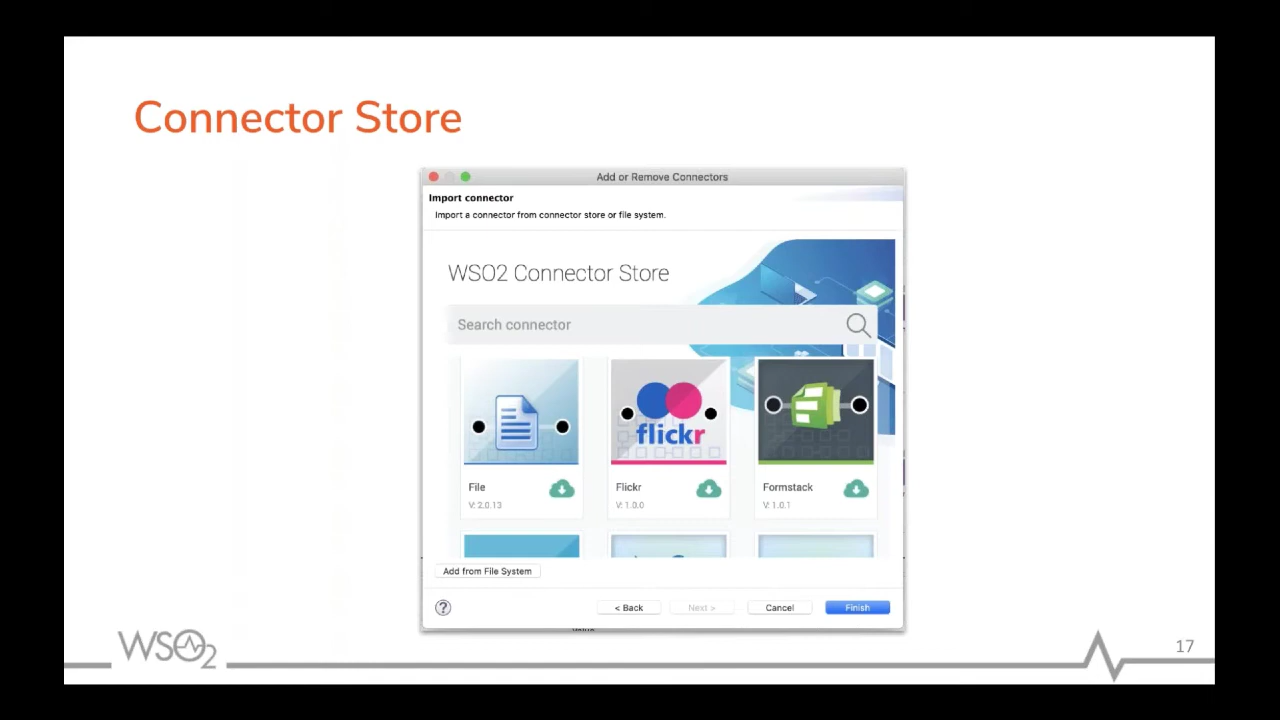 Connector Store
Add or Remove Connectors
Import connector
Import a connector from connector store or file system.
WSO2 Connector Store
Search connector
flickr
File
V: 2.0.13
Flickr
V: 1.0.0
Formstack
V: 1.0.1
Add from File System
?
< Back
Next >
Cancel
Finish
WSO2
17